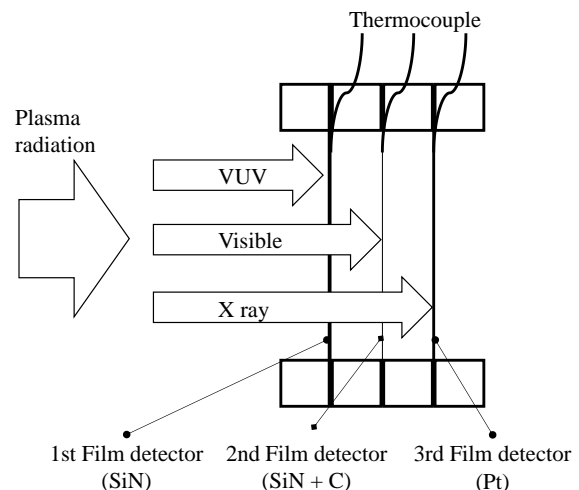 Thermocouple
Plasma
radiation
VUV
Visible
X ray
1st Film detector
(SiN)
2nd Film detector
(SiN + C)
3rd Film detector
(Pt)